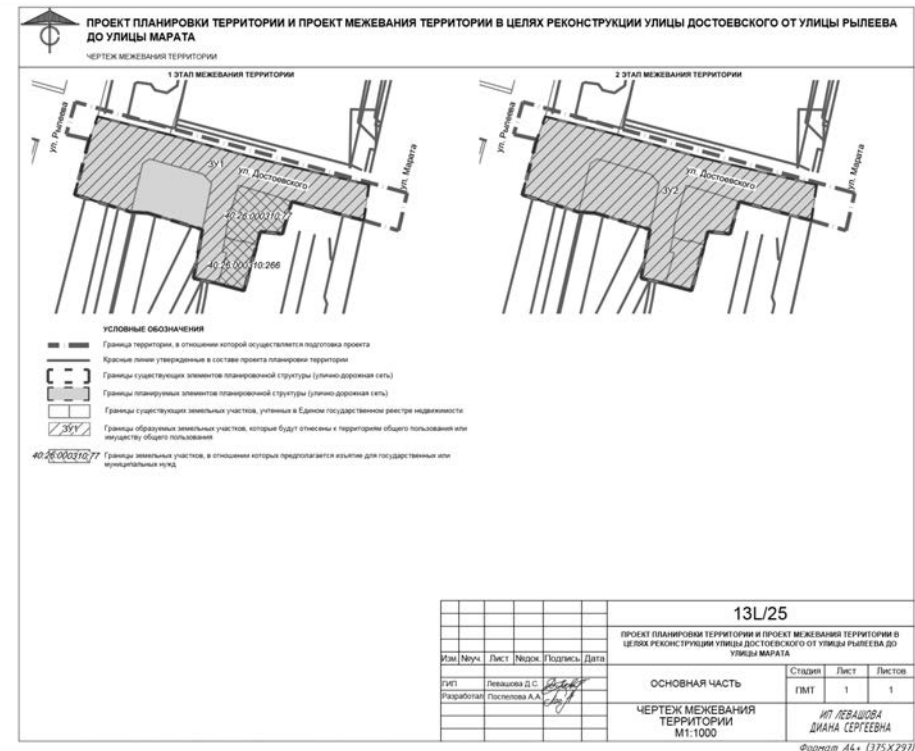 ПРОЕКТ ПЛАНИРОВКИ ТЕРРИТОРИИ И ПРОЕКТ МЕЖЕВАНИЯ ТЕРРИТОРИИ В ЦЕЛЯХ РЕКОНСТРУКЦИИ УЛИЦЫ ДОСТОЕВСКОГО ОТ УЛИЦЫ РЫЛЕЕВА
ДО УЛИЦЫ МАРАТА
ЧЕРТЕЖ МЕЖЕВАНИЯ ТЕРРИТОРИИ
1 ЭТАП МЕЖЕВАНИЯ ТЕРРИТОРИИ
ул. Рылеева
ЗУ1
ул. Достоевского
ул. Марата
40:26:000310:77
40:26:000310:266
2 ЭТАП МЕЖЕВАНИЯ ТЕРРИТОРИИ
ул. Рылеева
ул. Достоевского
ЗУ2
ул. Марата
УСЛОВНЫЕ ОБОЗНАЧЕНИЯ
Граница территории, в отношении которой осуществляется подготовка проекта
Красные линии утвержденные в составе проекта планировки территории
Границы существующих элементов планировочной структуры (улично-дорожная сеть)
Границы планируемых элементов планировочной структуры (улично-дорожная сеть)
Границы существующих земельных участков, учтенных в Едином государственном реестре недвижимости
ЗУУ
Границы образуемых земельных участков, которые будут отнесены к территориям общего пользования или
имуществу общего пользования
40:26:000310:77
Границы земельных участков, в отношении которых предполагается изъятие для государственных или
муниципальных нужд
13L/25
ПРОЕКТ ПЛАНИРОВКИ ТЕРРИТОРИИ И ПРОЕКТ МЕЖЕВАНИЯ ТЕРРИТОРИИ В
ЦЕЛЯХ РЕКОНСТРУКЦИИ УЛИЦЫ ДОСТОЕВСКОГО ОТ УЛИЦЫ РЫЛЕЕВА ДО
УЛИЦЫ МАРАТА
Изм. №уч. Лист №док. Подпись Дата
ГИП Левашова Д.С.
Разработал Поспелова А.А.
ОСНОВНАЯ ЧАСТЬ
Стадия Лист Листов
ПМТ 1 1
ЧЕРТЕЖ МЕЖЕВАНИЯ
ТЕРРИТОРИИ
М1:1000
ИП ЛЕВАШОВА
ДИАНА СЕРГЕЕВНА
Формат А4+ (375X297)